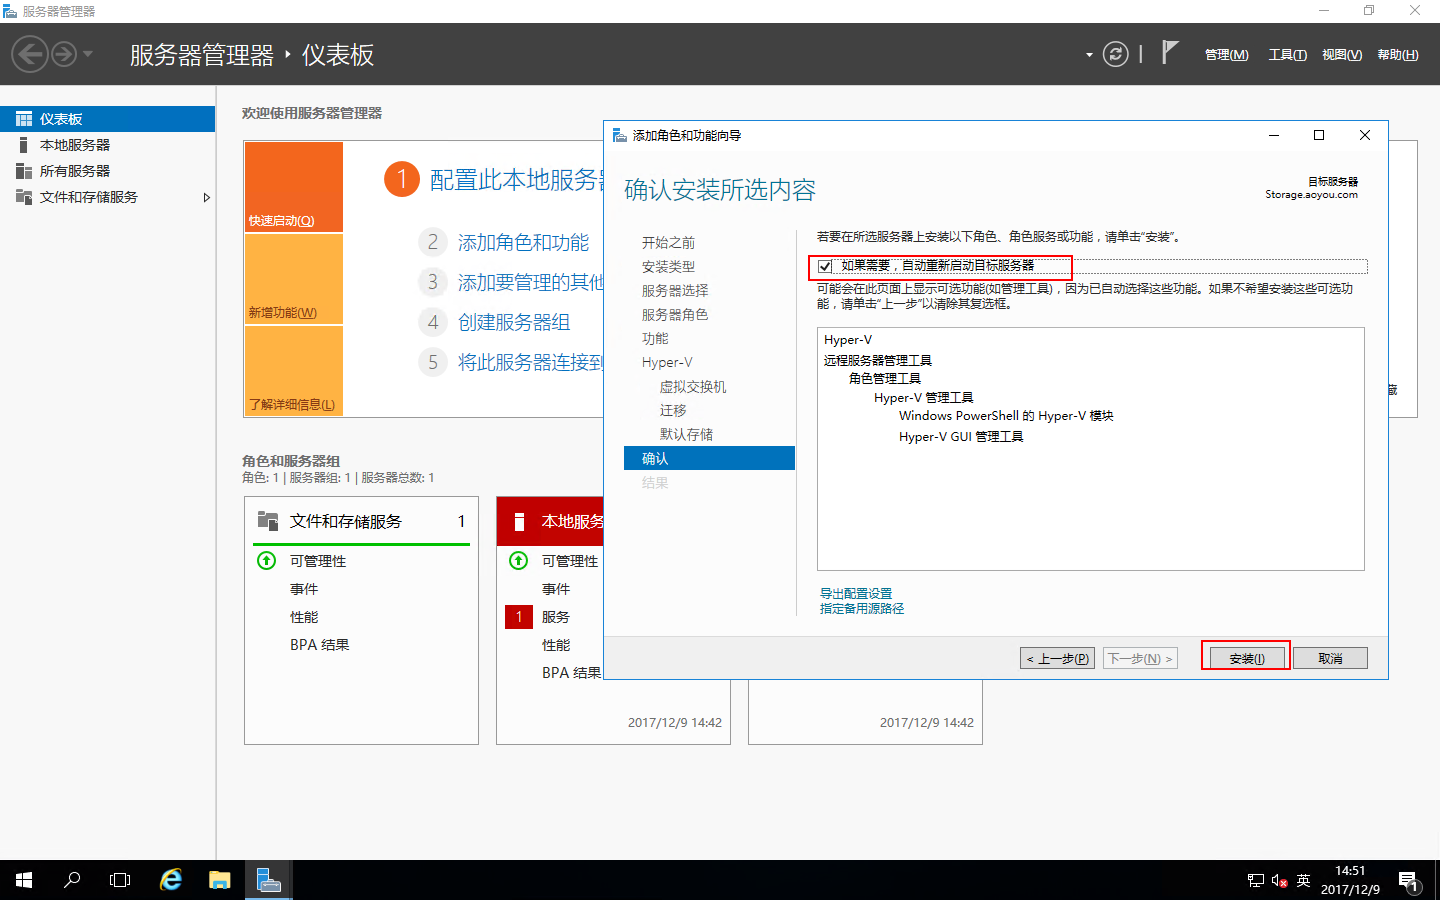 服务器管理器
服务器管理器 · 仪表板
管理(M) 工具(T) 视图(V) 帮助(H)
仪表板
本地服务器
所有服务器
文件和存储服务
欢迎使用服务器管理器
快速启动(Q)
新增功能(W)
了解详细信息(L)
1 配置此本地服务器
2 添加角色和功能
3 添加要管理的其他
4 创建服务器组
5 将此服务器连接到
藏
角色和服务器组
角色: 1 | 服务器组: 1 | 服务器总数: 1
文件和存储服务 1
可管理性
事件
性能
BPA 结果
本地服务
可管理性
事件
1 服务
性能
BPA 结果
2017/12/9 14:42
2017/12/9 14:42
添加角色和功能向导
确认安装所选内容
目标服务器
Storage.aoyou.com
开始之前
安装类型
服务器选择
服务器角色
功能
Hyper-V
虚拟交换机
迁移
默认存储
确认
结果
若要在所选服务器上安装以下角色、角色服务或功能，请单击“安装”。
如果需要，自动重新启动目标服务器
可能会在此页面上显示可选功能(如管理工具)，因为已自动选择这些功能。如果不希望安装这些可选功
能，请单击“上一步”以清除其复选框。
Hyper-V
远程服务器管理工具
角色管理工具
Hyper-V 管理工具
Windows PowerShell 的 Hyper-V 模块
Hyper-V GUI 管理工具
导出配置设置
指定备用源路径
< 上一步(P) 下一步(N) > 安装(I) 取消
英
14:51
2017/12/9
1